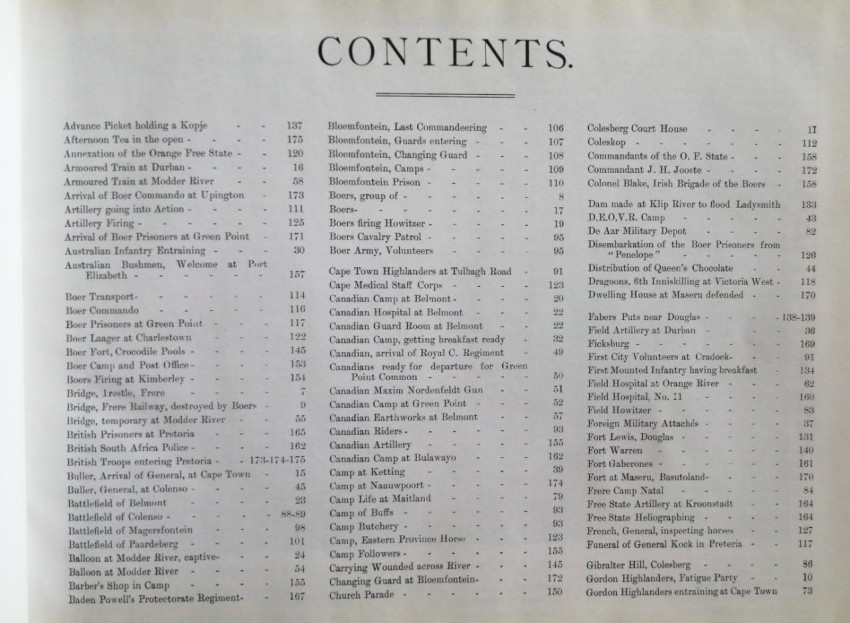 CONTENTS.
Advance Picket holding a Kopje - - 137
Afternoon Tea in the open - - - - 175
Annexation of the Orange Free State - - 120
Armoured Train at Durban - - - - 16
Armoured Train at Modder River - - 58
Arrival of Boer Commando at Upington - 173
Artillery going into Action - - - - 111
Artillery Firing - - - - - - 125
Arrival of Boer Prisoners at Green Point 171
Australian Infantry Entraining - - - 30
Australian Bushmen, Welcome at Port
Elizabeth - - - - - - 157
Boer Transport- - - - - - 114
Boer Commando - - - - - 116
Boer Prisoners at Green Point - - - 117
Boer Laager at Charlestown - - - 122
Boer Fort, Crocodile Pools - - - - 145
Boer Camp and Post Office - - - - 153
Boers Firing at Kimberley - - - - 154
Bridge, Trestle, Frere - - - - 7
Bridge, Frere Railway, destroyed by Boers - 9
Bridge, temporary at Modder River - - 55
British Prisoners at Pretoria - - - 165
British South Africa Police - - - - 162
British Troops entering Pretoria - - 173-174-175
Buller, Arrival of General, at Cape Town 15
Buller, General, at Colenso - - - - 45
Battlefield of Belmont - - - - 23
Battlefield of Colenso - - - - - 88-89
Battlefield of Magersfontein - - - 98
Battlefield of Paardeberg - - - - 101
Balloon at Modder River, captive- - - 24
Balloon at Modder River - - - - 54
Barber's Shop in Camp - - - - 155
Baden Powell's Protectorate Regiment- - 167
Bloemfontein, Last Commandeering - - 106
Bloemfontein, Guards entering - - - 107
Bloemfontein, Changing Guard - - - 108
Bloemfontein, Camps - - - - - 109
Bloemfontein Prison - - - - - 110
Boers, group of - - - - - - 8
Boers- - - - - - - - 17
Boers firing Howitzer - - - - - 19
Boers Cavalry Patrol - - - - - 95
Boer Army, Volunteers - - - - 95
Cape Town Highlanders at Tulbagh Road 91
Cape Medical Staff Corps - - - - 123
Canadian Camp at Belmont - - - - 20
Canadian Hospital at Belmont - - - 22
Canadian Guard Room at Belmont - - 22
Canadian Camp, getting breakfast ready - 32
Canadian, arrival of Royal C. Regiment - 49
Canadians ready for departure for Green
Point Common - - - - - 50
Canadian Maxim Nordenfeldt Gun - - 51
Canadian Camp at Green Point - - - 52
Canadian Earthworks at Belmont - - 57
Canadian Riders - - - - - - 93
Canadian Artillery - - - - - 155
Canadian Camp at Bulawayo - - - 162
Camp at Ketting - - - - - 39
Camp at Nauuwpoort - - - - - 174
Camp Life at Maitland - - - - 79
Camp of Buffs - - - - - - 93
Camp Butchery - - - - - - 93
Camp, Eastern Province Horse - - - 123
Camp Followers - - - - - - 155
Carrying Wounded across River - - - 145
Changing Guard at Bloemfontein- - - 172
Church Parade - - - - - - 150
Colesberg Court House - - - - 11
Coleskop - - - - - - - 112
Commandants of the O. F. State - - - 158
Commandant J. H. Jooste - - - - 172
Colonel Blake, Irish Brigade of the Boers - 158
Dam made at Klip River to flood Ladysmith 133
D.E.O.V.R. Camp - - - - - 43
De Aar Military Depot - - - - 82
Disembarkation of the Boer Prisoners from
"Penelope" - - - - - - 126
Distribution of Queen's Chocolate - - 44
Dragoons, 6th Inniskilling at Victoria West - 118
Dwelling House at Maseru defended - - 170
Fabers Puts near Douglas - - - - 138-139
Field Artillery at Durban - - - - 36
Ficksburg - - - - - - - 169
First City Volunteers at Cradock- - - 91
First Mounted Infantry having breakfast - 134
Field Hospital at Orange River - - - 62
Field Hospital, No. 11 - - - - 160
Field Howitzer - - - - - - 83
Foreign Military Attachés - - - - 37
Fort Lewis, Douglas - - - - - 131
Fort Warren - - - - - - 140
Fort Gaberones - - - - - - 161
Fort at Maseru, Basutoland- - - - 170
Frere Camp Natal - - - - - 84
Free State Artillery at Kroonstadt - - 164
Free State Heliographing - - - - 164
French, General, inspecting horses - - 127
Funeral of General Kock in Preteria - - 117
Gibralter Hill, Colesberg - - - - 86
Gordon Highlanders, Fatigue Party - - 10
Gordon Highlanders entraining at Cape Town 73